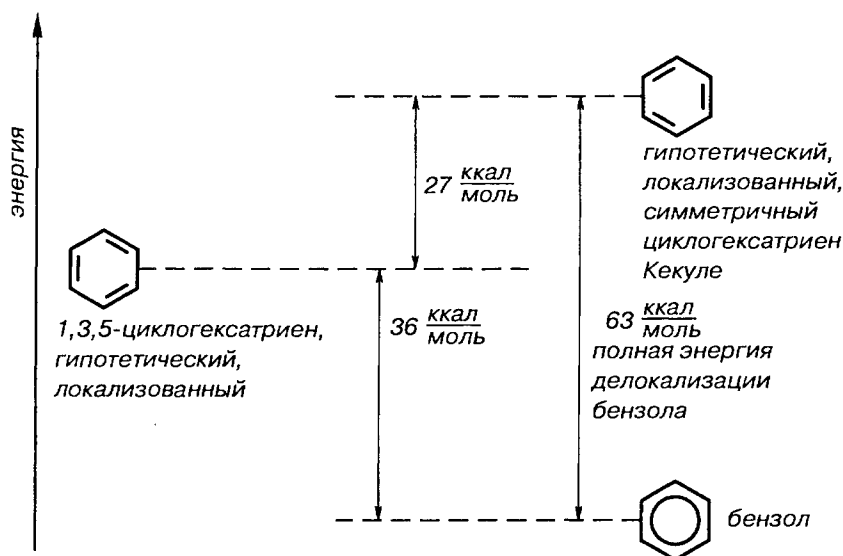 энергия
гипотетический,
локализованный,
симметричный
циклогексатриен
Кекуле
27 ккал
моль
1,3,5-циклогексатриен,
гипотетический,
локализованный
36 ккал
моль
63 ккал
моль
полная энергия
делокализации
бензола
бензол